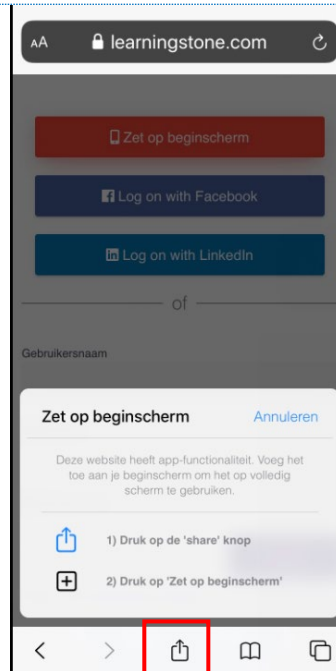 AA learningstone.com
Zet op beginscherm
Log on with Facebook
Log on with LinkedIn
of
Gebruikersnaam
Zet op beginscherm Annuleren
Deze website heeft app-functionaliteit. Voeg het
toe aan je beginscherm om het op volledig
scherm te gebruiken.
1) Druk op de 'share' knop
2) Druk op 'Zet op beginscherm'